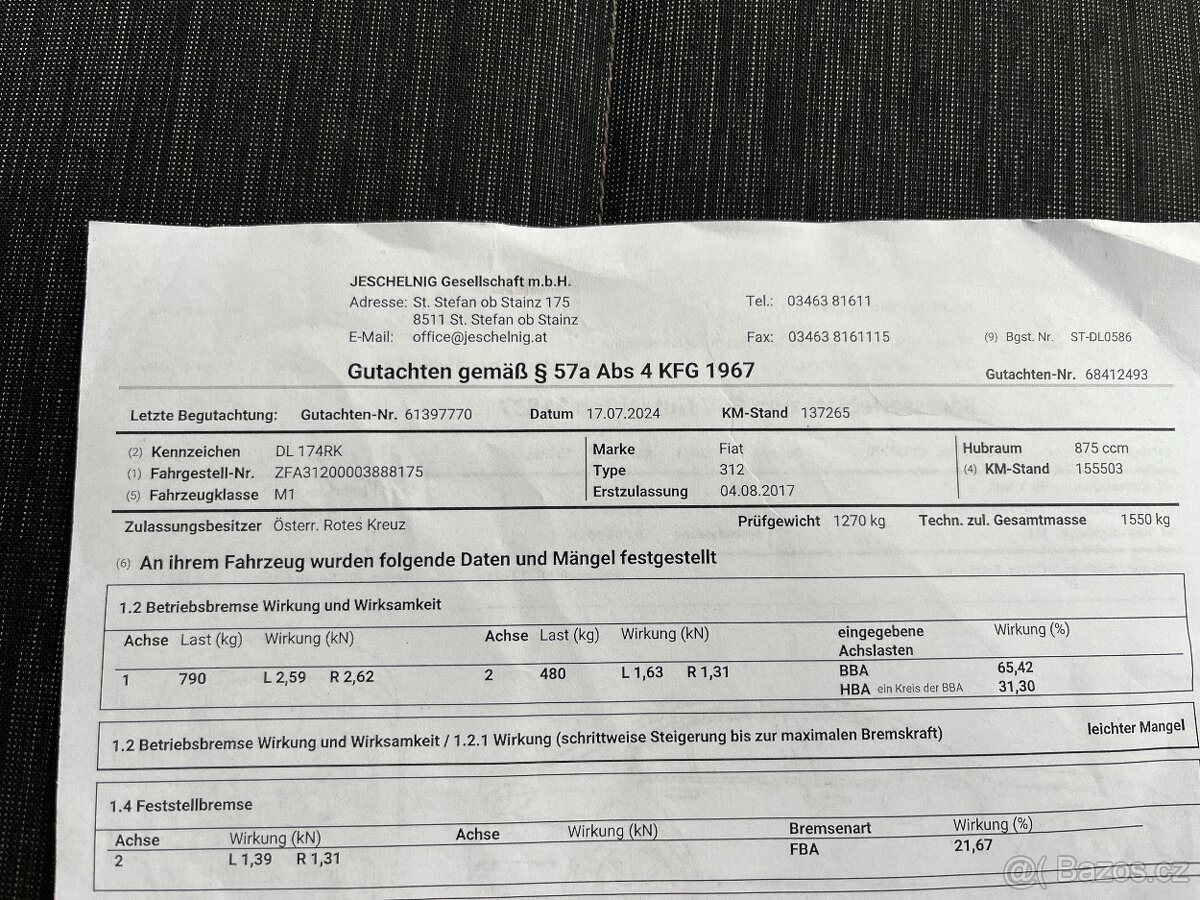 JESCHELNIG Gesellschaft m.b.H.
Adresse: St. Stefan ob Stainz 175 Tel.: 03463 81611
8511 St. Stefan ob Stainz
E-Mail: office@jeschelnig.at Fax: 03463 8161115 (9) Bgst. Nr. ST-DL0586
Gutachten gemäß § 57a Abs 4 KFG 1967 Gutachten-Nr. 68412493
Letzte Begutachtung: Gutachten-Nr. 61397770 Datum 17.07.2024 KM-Stand 137265
(2) Kennzeichen DL 174RK Marke Fiat Hubraum 875 ccm
(1) Fahrgestell-Nr. ZFA31200003888175 Type 312 (4) KM-Stand 155503
(5) Fahrzeugklasse M1 Erstzulassung 04.08.2017
Zulassungsbesitzer Österr. Rotes Kreuz Prüfgewicht 1270 kg Techn. zul. Gesamtmasse 1550 kg
(6) An ihrem Fahrzeug wurden folgende Daten und Mängel festgestellt
1.2 Betriebsbremse Wirkung und Wirksamkeit
Achse Last (kg) Wirkung (kN) Achse Last (kg) Wirkung (kN) eingegebene Wirkung (%)
Achslasten
1 790 L 2,59 R 2,62 2 480 L 1,63 R 1,31 BBA 65,42
HBA ein Kreis der BBA 31,30
1.2 Betriebsbremse Wirkung und Wirksamkeit / 1.2.1 Wirkung (schrittweise Steigerung bis zur maximalen Bremskraft) leichter Mangel
1.4 Feststellbremse
Achse Wirkung (kN) Achse Wirkung (kN) Bremsenart Wirkung (%)
2 L 1,39 R 1,31 FBA 21,67
@( Bazos.cz